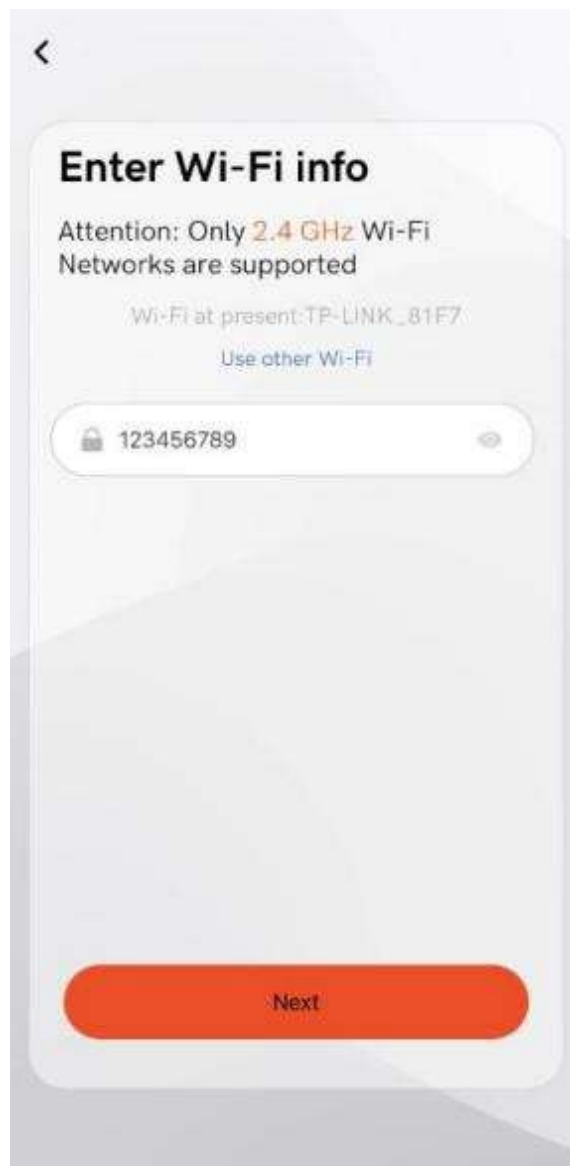 Enter Wi-Fi info
Attention: Only 2.4 GHz Wi-Fi
Networks are supported
Wi-Fi at present:TP-LINK_81F7
Use other Wi-Fi
123456789
Next